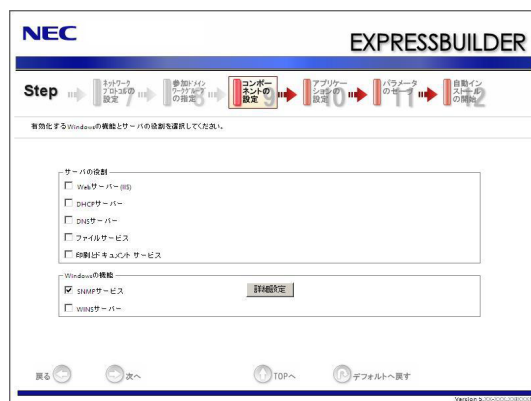 NEC
EXPRESSBUILDER
Step
ネットワーク
プロトコルの
設定
7
参加ドメイン
ワークグループ
の指定
8
コンポー
ネントの
設定
9
アプリケー
ションの
設定
10
パラメータ
のセーブ
11
自動イン
ストール
の開始
12
有効化するWindowsの機能とサーバの役割を選択してください。
サーバの役割
Webサーバー(IIS)
DHCPサーバー
DNSサーバー
ファイルサービス
印刷とドキュメント サービス
Windowsの機能
SNMPサービス
詳細設定
WINSサーバー
戻る
次へ
TOPへ
デフォルトへ戻す